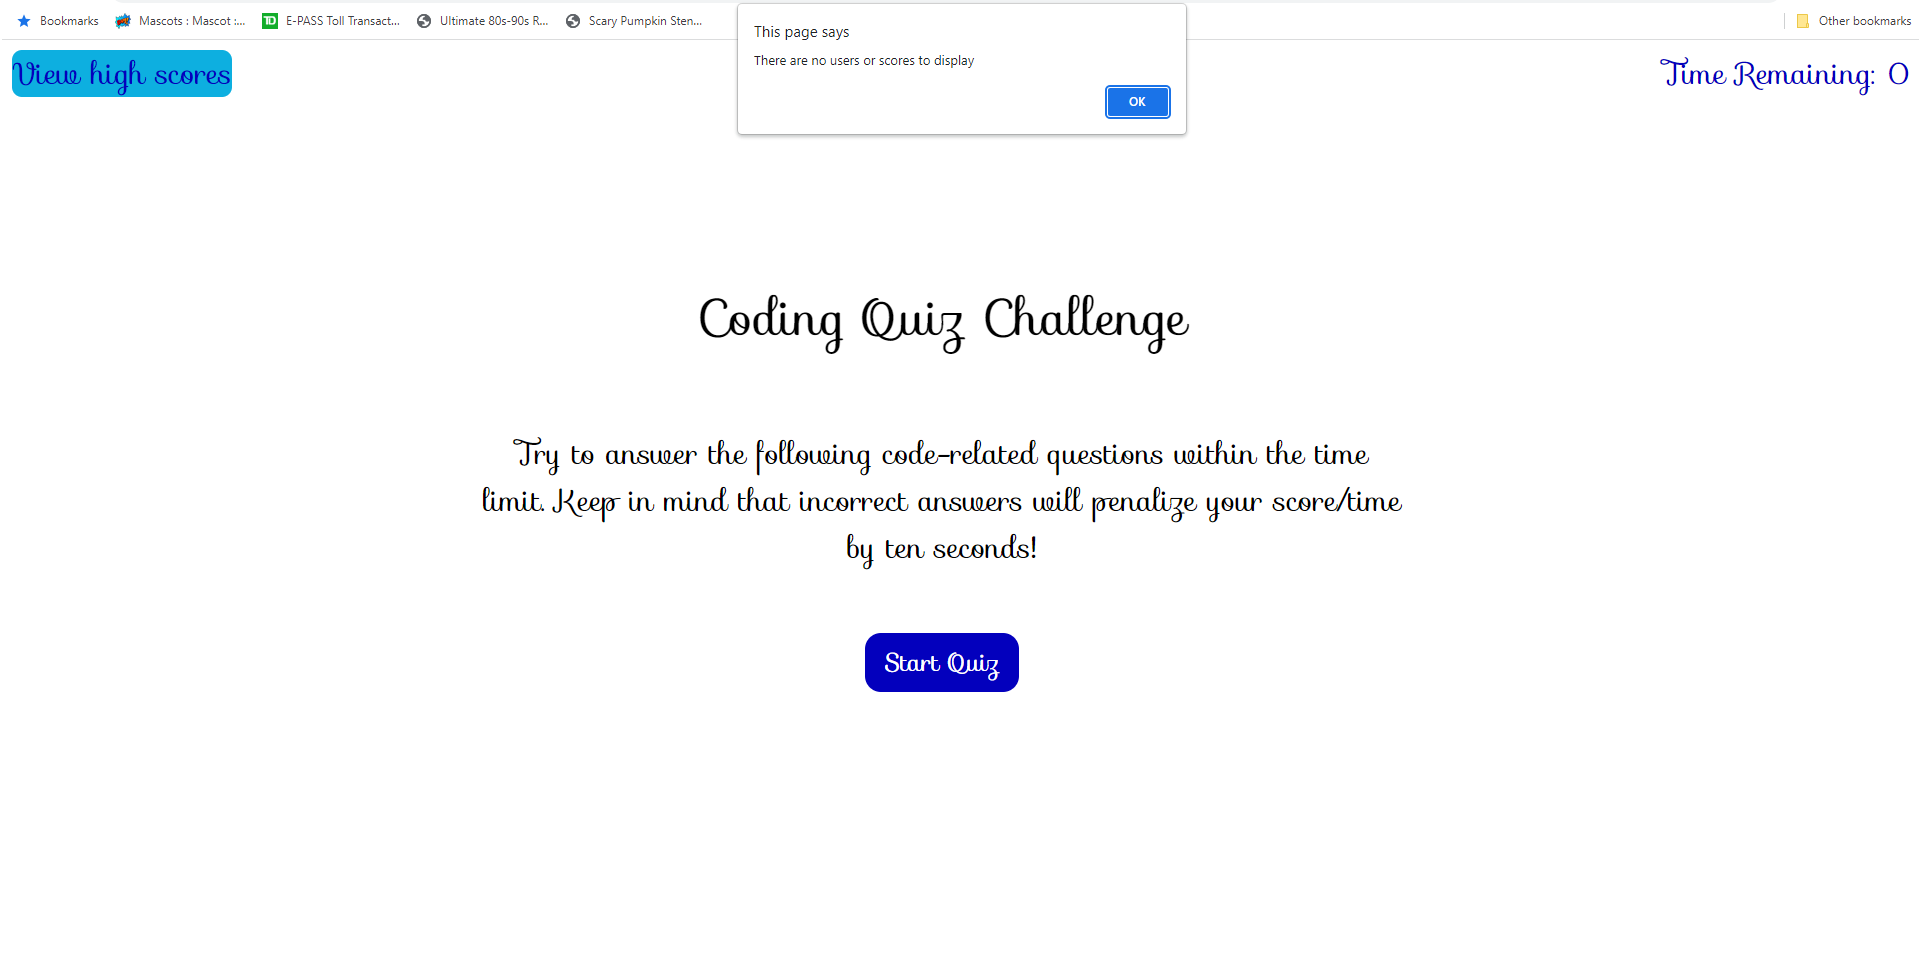 Bookmarks Mascots : Mascot :... E-PASS Toll Transact... Ultimate 80s-90s R... Scary Pumpkin Sten... Other bookmarks
This page says
There are no users or scores to display
OK
View high scores
Time Remaining: 0
Coding Quiz Challenge
Try to answer the following code-related questions within the time
limit. Keep in mind that incorrect answers will penalize your score/time
by ten seconds!
Start Quiz